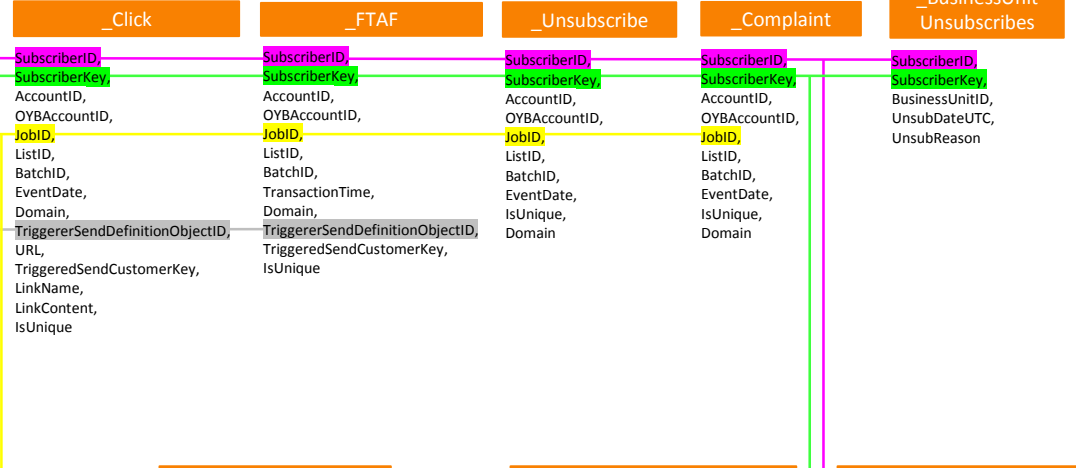 _Click
SubscriberID,
SubscriberKey,
AccountID,
OYBAccountID,
JobID,
ListID,
BatchID,
EventDate,
Domain,
TriggererSendDefinitionObjectID,
URL,
TriggeredSendCustomerKey,
LinkName,
LinkContent,
IsUnique
_FTAF
SubscriberID,
SubscriberKey,
AccountID,
OYBAccountID,
JobID,
ListID,
BatchID,
TransactionTime,
Domain,
TriggererSendDefinitionObjectID,
TriggeredSendCustomerKey,
IsUnique
_Unsubscribe
SubscriberID,
SubscriberKey,
AccountID,
OYBAccountID,
JobID,
ListID,
BatchID,
EventDate,
IsUnique,
Domain
_Complaint
SubscriberID,
SubscriberKey,
AccountID,
OYBAccountID,
JobID,
ListID,
BatchID,
EventDate,
IsUnique,
Domain
_BusinessUnit
Unsubscribes
SubscriberID,
SubscriberKey,
BusinessUnitID,
UnsubDateUTC,
UnsubReason